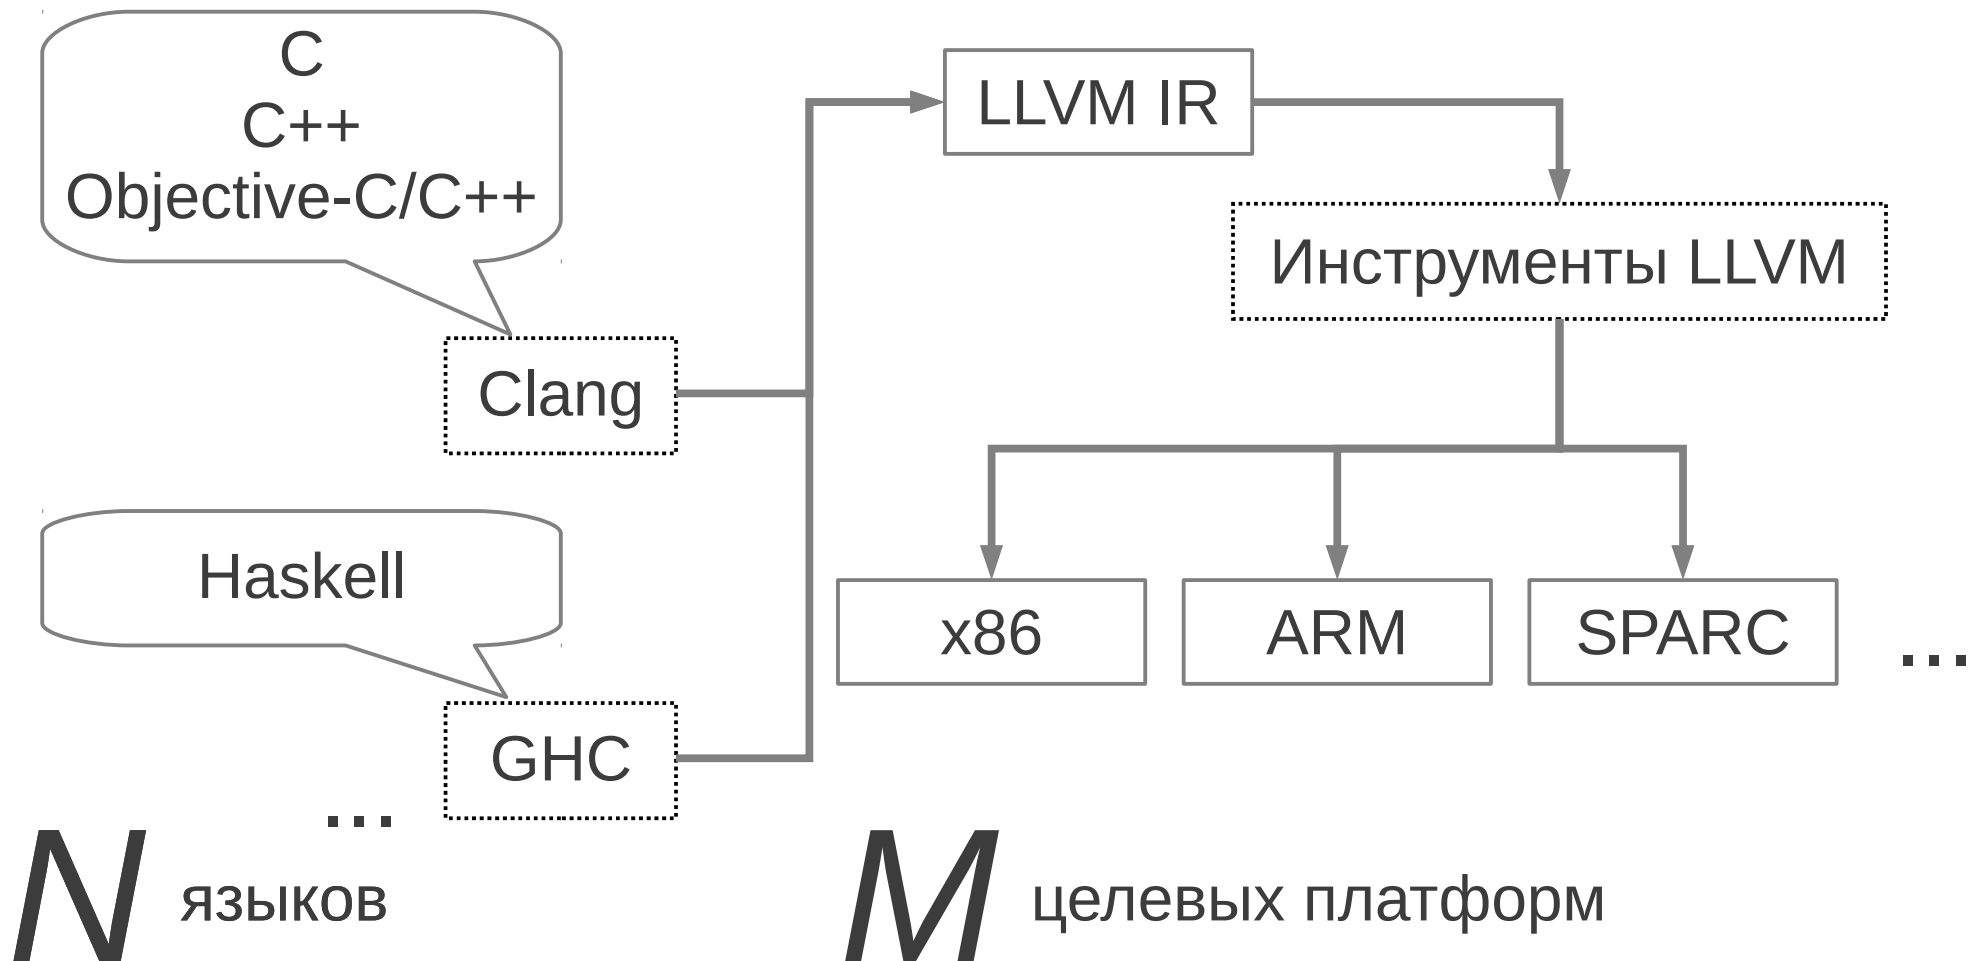 C
C++
Objective-C/C++
Clang
Haskell
GHC
...
N языков
LLVM IR
Инструменты LLVM
x86
ARM
SPARC
...
M целевых платформ